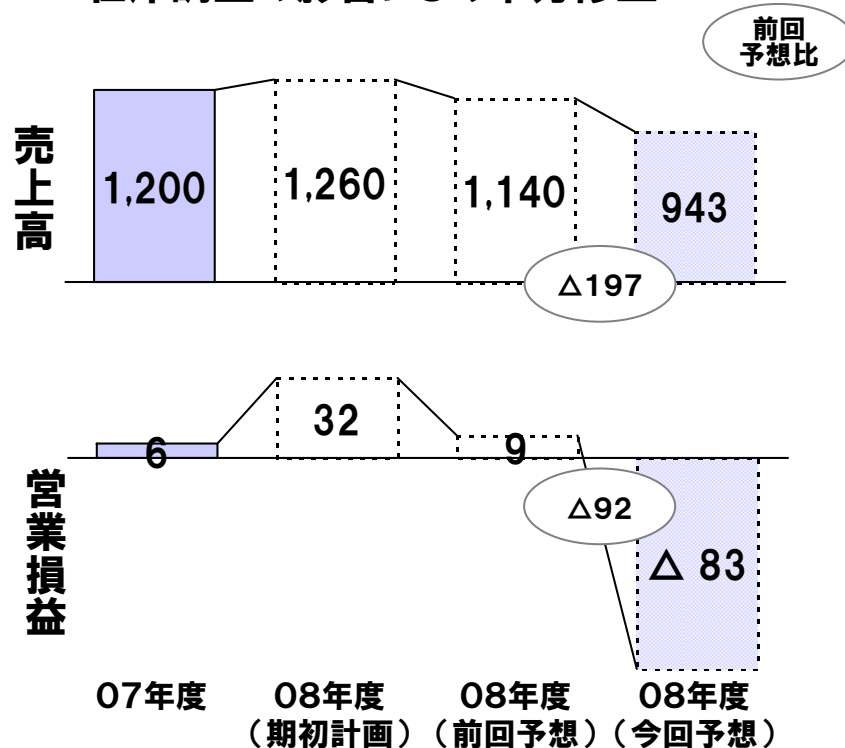 前回
予想比
売上高
1,200
1,260
1,140
943
△197
営業損益
6
32
9
△92
△ 83
07年度
08年度
(期初計画)
08年度
(前回予想)
08年度
(今回予想)